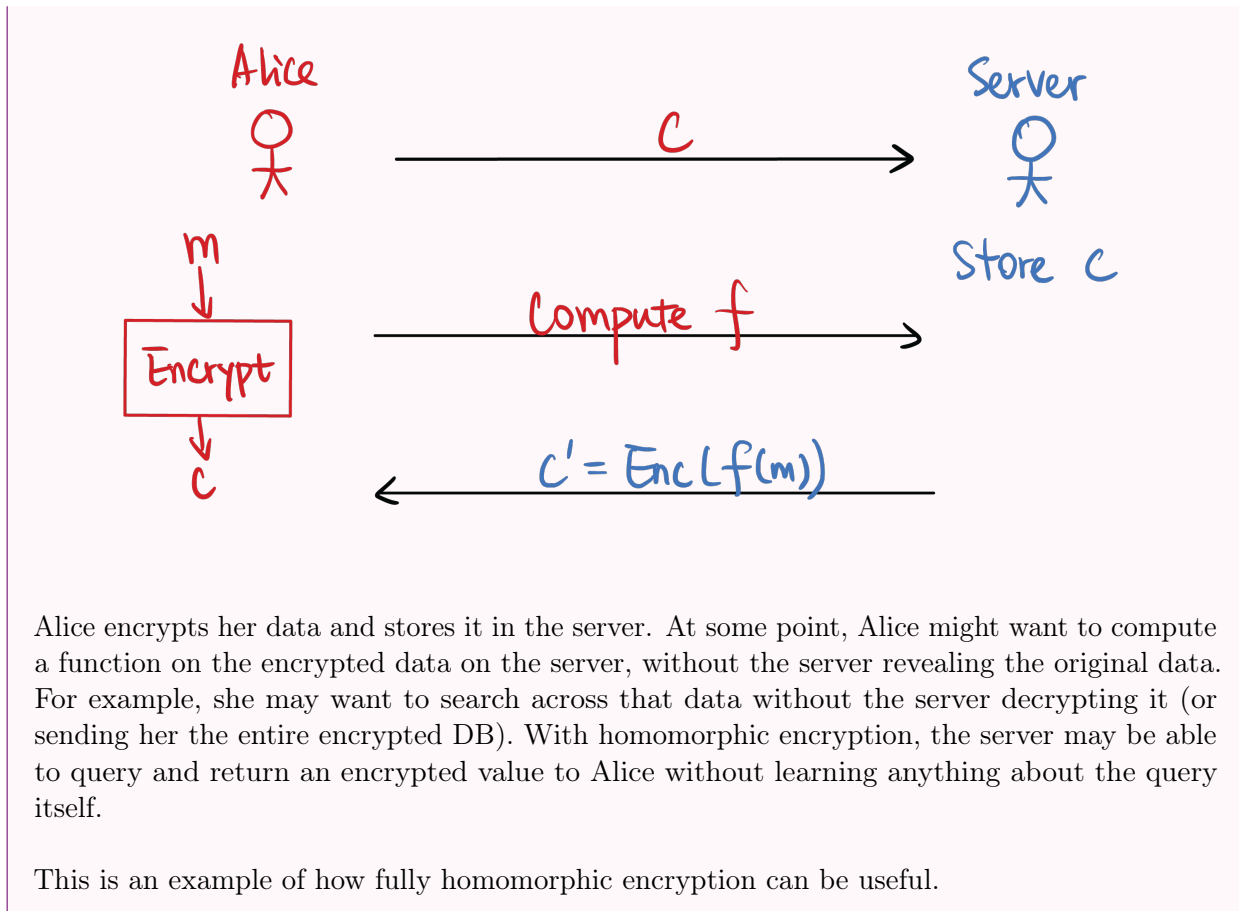 Alice
Server
C
m
Store C
Compute f
Encrypt
C' = Enc(f(m))
C
Alice encrypts her data and stores it in the server. At some point, Alice might want to compute
a function on the encrypted data on the server, without the server revealing the original data.
For example, she may want to search across that data without the server decrypting it (or
sending her the entire encrypted DB). With homomorphic encryption, the server may be able
to query and return an encrypted value to Alice without learning anything about the query
itself.
This is an example of how fully homomorphic encryption can be useful.